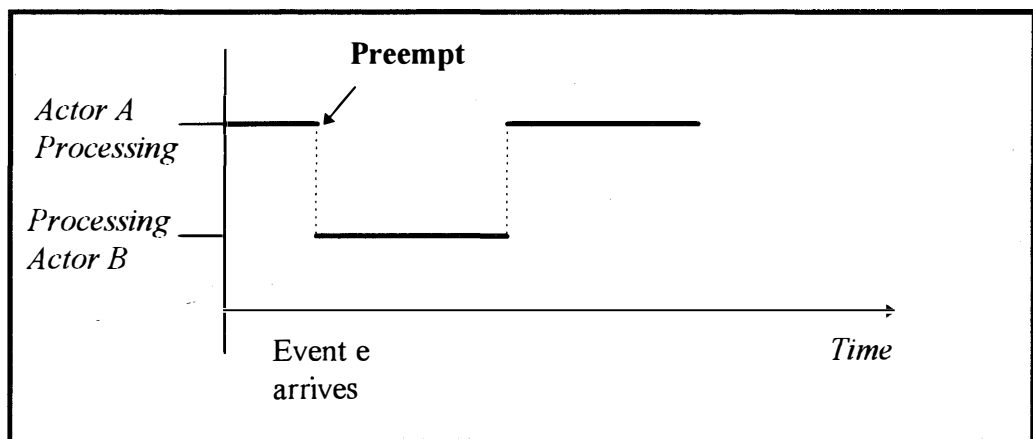 Preempt
Actor A
Processing
Processing
Actor B
Event e
arrives
Time